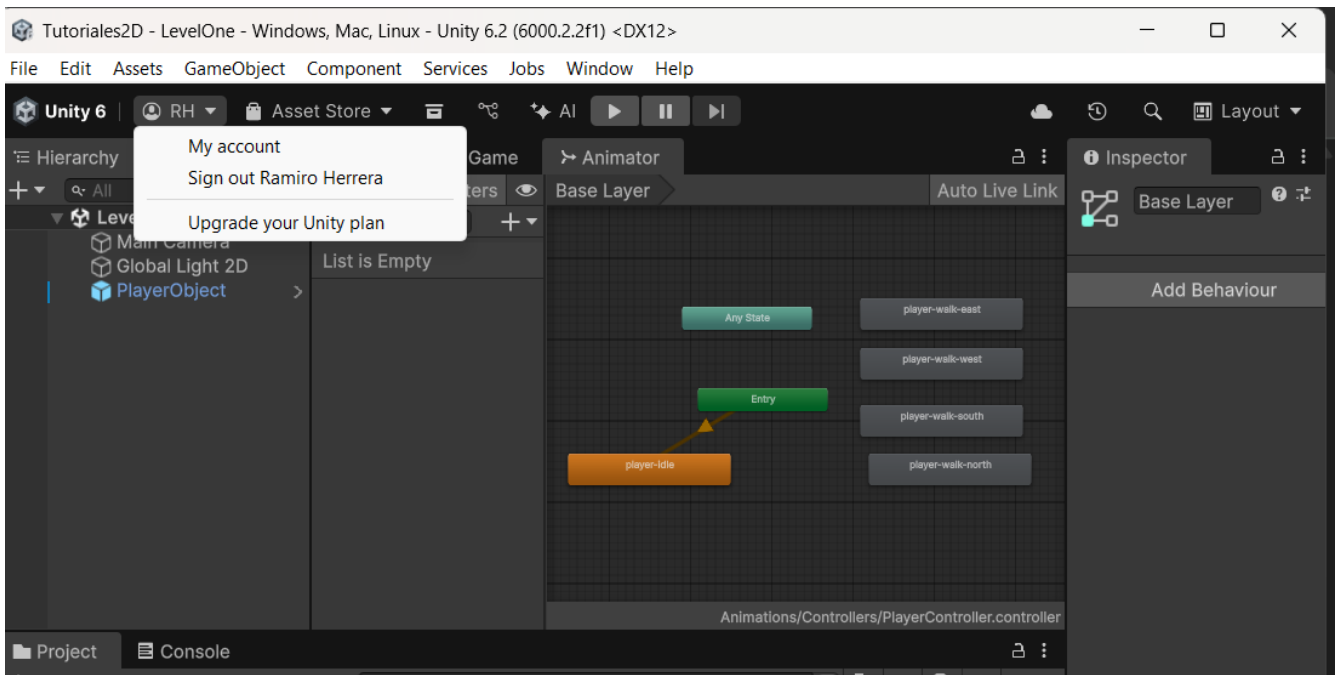 Tutoriales2D - LevelOne - Windows, Mac, Linux - Unity 6.2 (6000.2.2f1) <DX12>
File Edit Assets GameObject Component Services Jobs Window Help
Unity 6 RH Asset Store AI Layout
My account
Sign out Ramiro Herrera
Upgrade your Unity plan
Hierarchy Game Animator Inspector
All Base Layer Auto Live Link Base Layer
Main Camera
List is Empty
Global Light 2D
PlayerObject
Add Behaviour
Any State
player-walk-east
player-walk-west
Entry
player-walk-south
player-idle
player-walk-north
Animations/Controllers/PlayerController.controller
Project Console